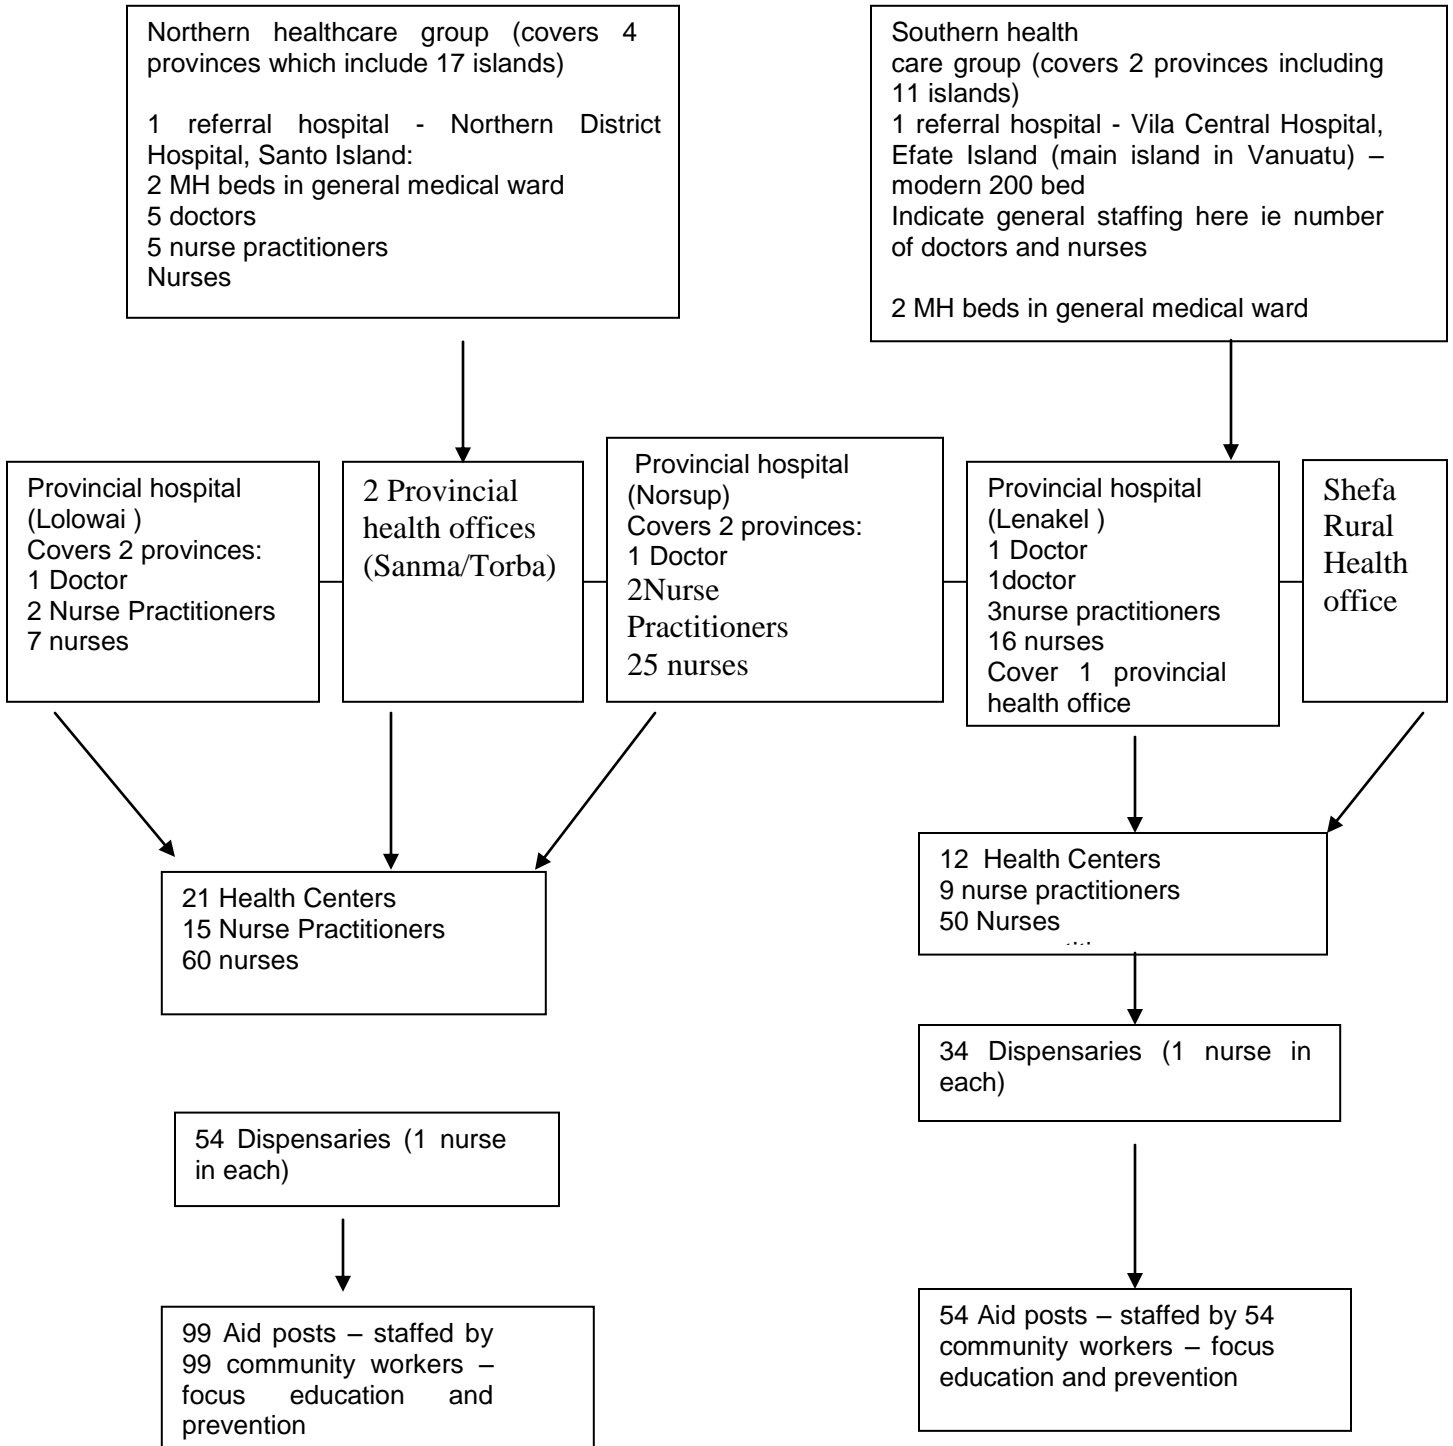 Northern healthcare group (covers 4
provinces which include 17 islands)
1 referral hospital - Northern District
Hospital, Santo Island:
2 MH beds in general medical ward
5 doctors
5 nurse practitioners
Nurses
Southern health
care group (covers 2 provinces including
11 islands)
1 referral hospital - Vila Central Hospital,
Efate Island (main island in Vanuatu) –
modern 200 bed
Indicate general staffing here ie number
of doctors and nurses
2 MH beds in general medical ward
Provincial hospital
(Lolowai )
Covers 2 provinces:
1 Doctor
2 Nurse Practitioners
7 nurses
2 Provincial
health offices
(Sanma/Torba)
Provincial hospital
(Norsup)
Covers 2 provinces:
1 Doctor
2Nurse
Practitioners
25 nurses
Provincial hospital
(Lenakel )
1 Doctor
1doctor
3nurse practitioners
16 nurses
Cover 1 provincial
health office
Shefa
Rural
Health
office
21 Health Centers
15 Nurse Practitioners
60 nurses
12 Health Centers
9 nurse practitioners
50 Nurses
54 Dispensaries (1 nurse
in each)
34 Dispensaries (1 nurse in
each)
99 Aid posts – staffed by
99 community workers –
focus education and
prevention
54 Aid posts – staffed by 54
community workers – focus
education and prevention